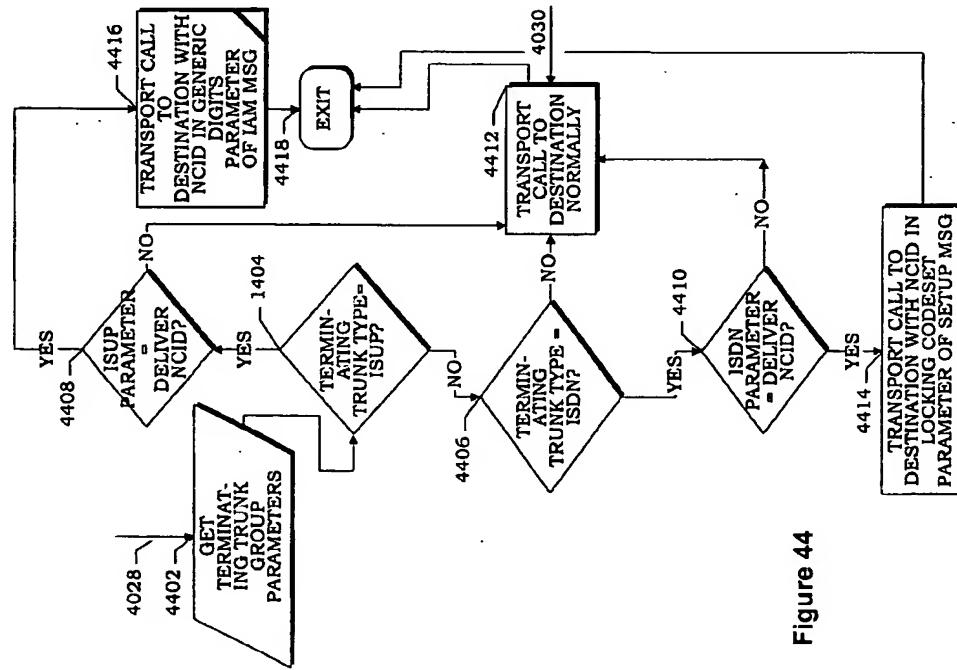 4028
4402
GET
TERMINAT-
ING TRUNK
GROUP
PARAMETERS
4408
YES
ISUP
PARAMETER
=
DELIVER
NCID?
NO
YES
1404
TERMIN-
ATING
TRUNK TYPE=
ISUP?
NO
4406
TERMIN-
ATING
TRUNK TYPE =
ISDN?
NO
YES
4410
ISDN
PARAMETER
= DELIVER
NCID?
NO
YES
4414
TRANSPORT CALL TO
DESTINATION WITH NCID IN
LOCKING CODESET
PARAMETER OF SETUP MSG
4416
TRANSPORT CALL
TO
DESTINATION WITH
NCID IN GENERIC
DIGITS
PARAMETER
OF IAM MSG
4418
EXIT
4412
TRANSPORT
CALL TO
DESTINATION
NORMALLY
4030
Figure 44